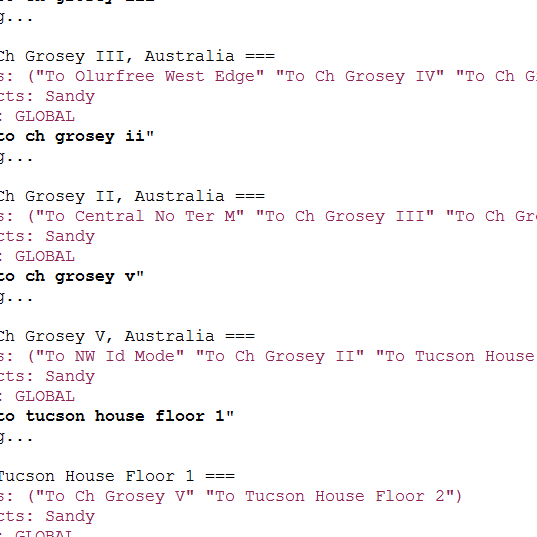 g...
Ch Grosey III, Australia ===
s: ("To Olurfree West Edge" "To Ch Grosey IV" "To Ch G
cts: Sandy
: GLOBAL
to ch grosey ii"
g...
Ch Grosey II, Australia ===
s: ("To Central No Ter M" "To Ch Grosey III" "To Ch Gr
cts: Sandy
: GLOBAL
to ch grosey v"
g...
Ch Grosey V, Australia ===
s: ("To NW Id Mode" "To Ch Grosey II" "To Tucson House
cts: Sandy
: GLOBAL
to tucson house floor 1"
g...
Tucson House Floor 1 ===
s: ("To Ch Grosey V" "To Tucson House Floor 2")
cts: Sandy
: GLOBAL